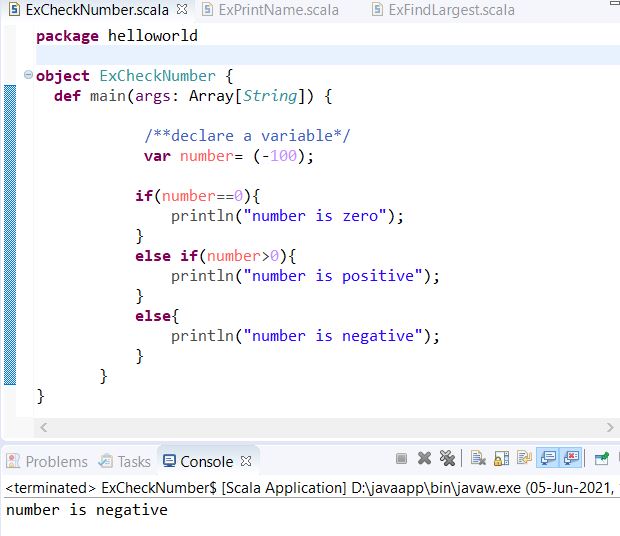 ExCheckNumber.scala ExPrintName.scala ExFindLargest.scala
package helloworld
object ExCheckNumber {
def main(args: Array[String]) {
/**declare a variable*/
var number= (-100);
if(number==0){
println("number is zero");
}
else if(number>0){
println("number is positive");
}
else{
println("number is negative");
}
}
}
Problems Tasks Console
<terminated> ExCheckNumber$ [Scala Application] D:\javaapp\bin\javaw.exe (05-Jun-2021,
number is negative